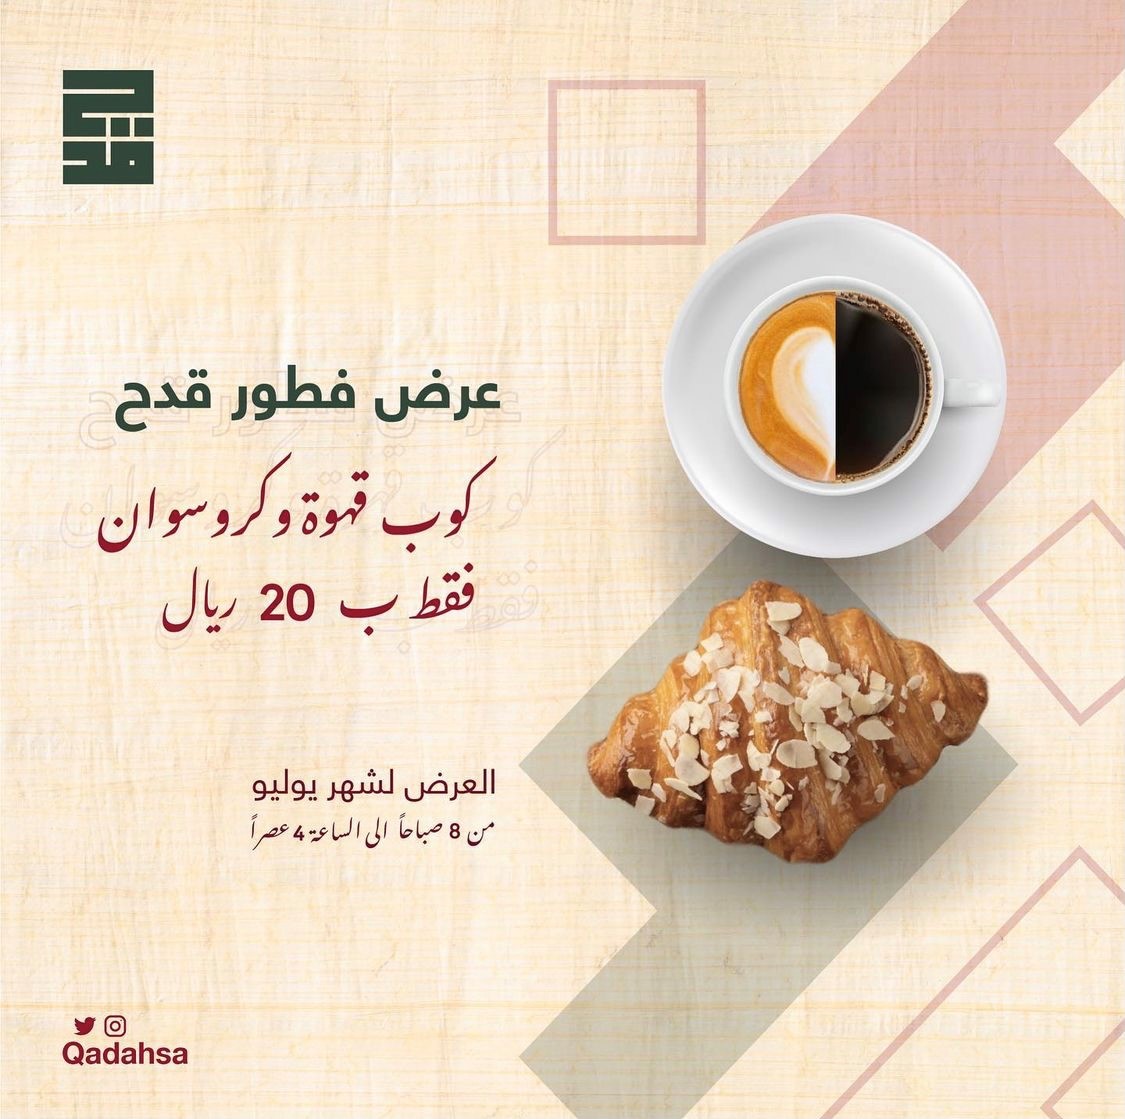 قدح
عرض فطور قدح
كوب قهوة وكروسوان
فقط ب 20 ريال
العرض لشهر يوليو
من 8 صباحاً الى الساعة 4 عصراً
Qadahsa